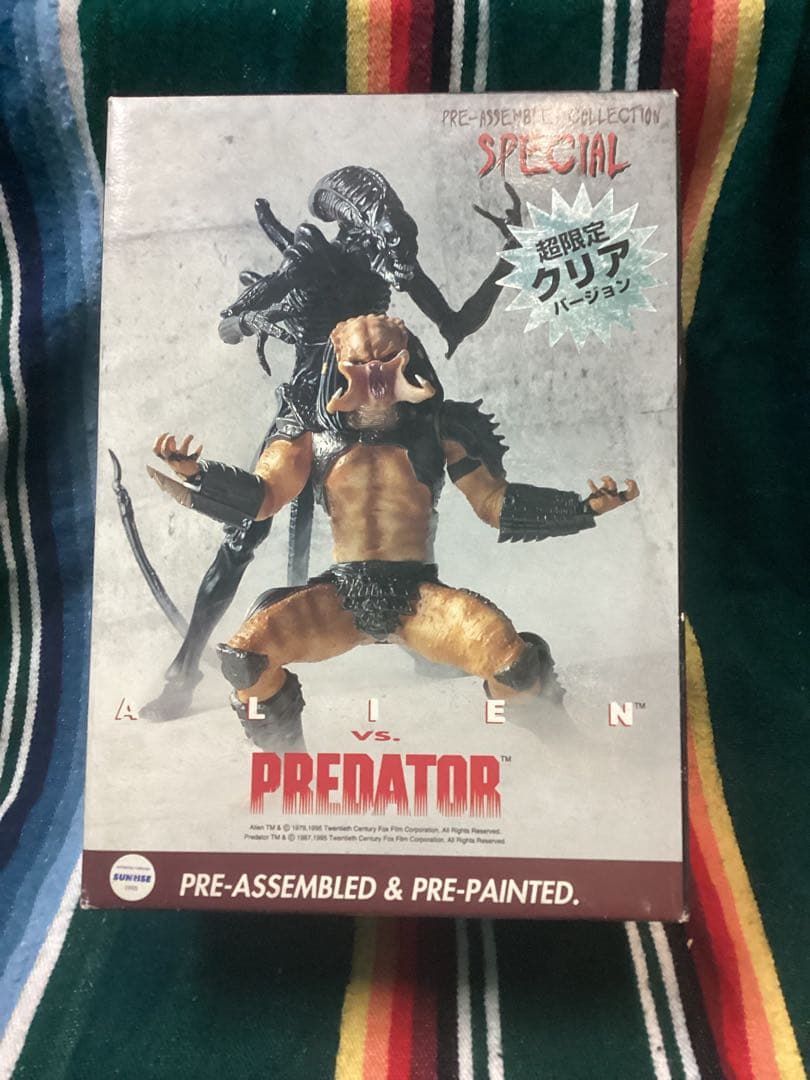 PRE-ASSEMBLE COLLECTION
SPECIAL
超限定
クリア
バージョン
ALIEN™
VS.
PREDATOR™
Alien TM & © 1979,1995 Twentieth Century Fox Film Corporation. All Rights Reserved.
Predator TM & © 1987,1995 Twentieth Century Fox Film Corporation. All Rights Reserved.
SUNRISE
PRE-ASSEMBLED & PRE-PAINTED.